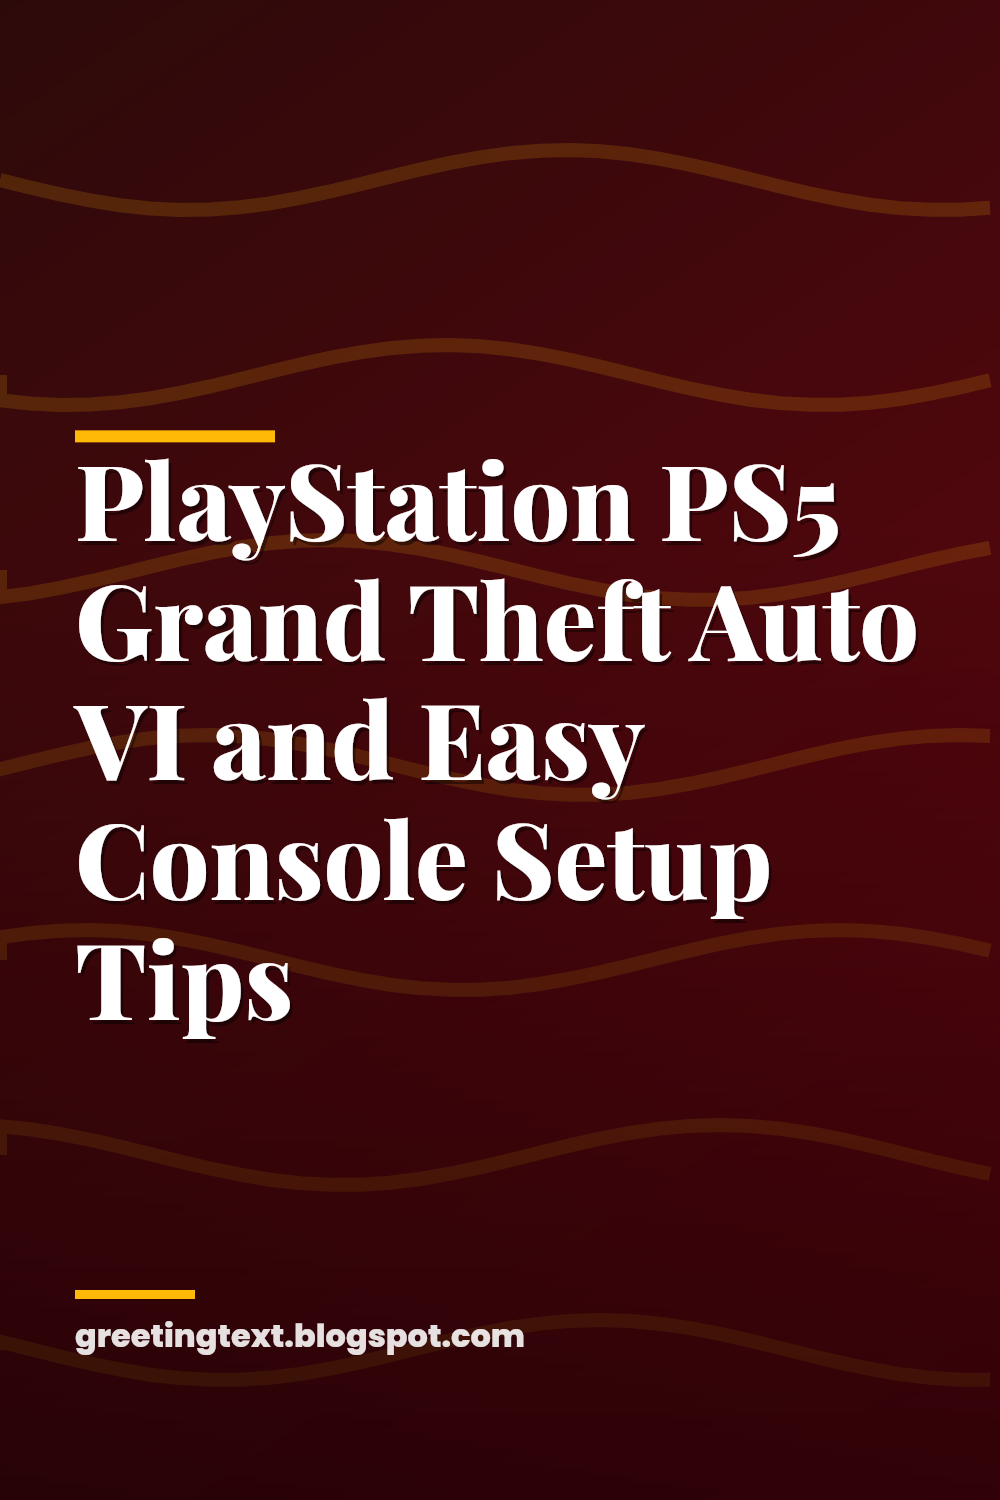 PlayStation PS5
Grand Theft Auto
VI and Easy
Console Setup
Tips
greetingtext.blogspot.com